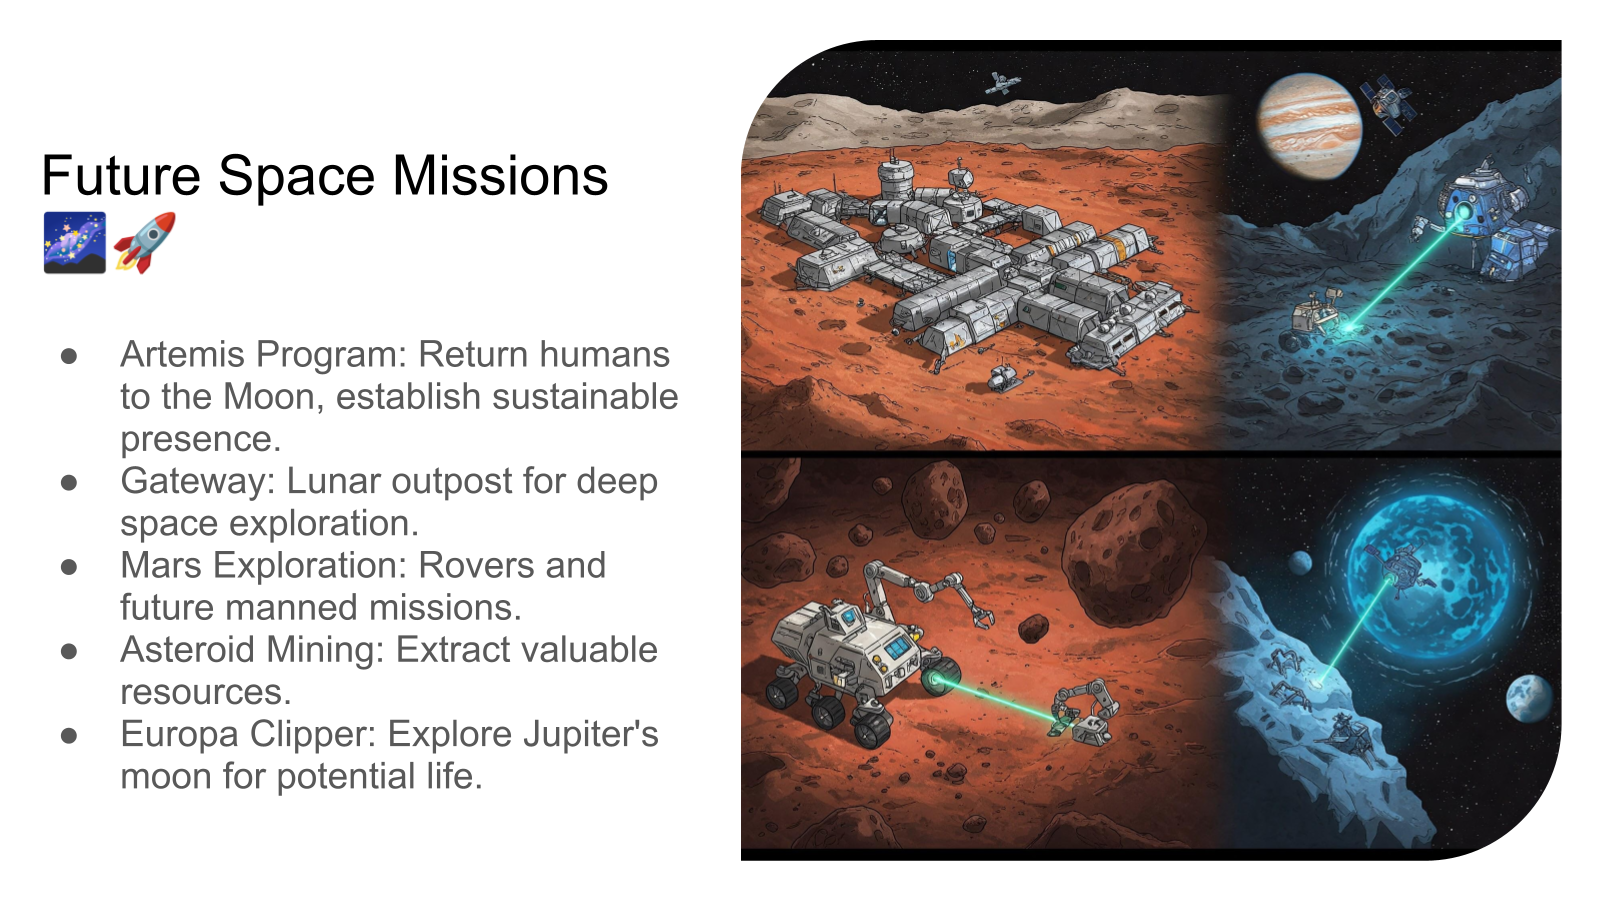 Future Space Missions
🌌🚀
● Artemis Program: Return humans
to the Moon, establish sustainable
presence.
● Gateway: Lunar outpost for deep
space exploration.
● Mars Exploration: Rovers and
future manned missions.
● Asteroid Mining: Extract valuable
resources.
● Europa Clipper: Explore Jupiter's
moon for potential life.